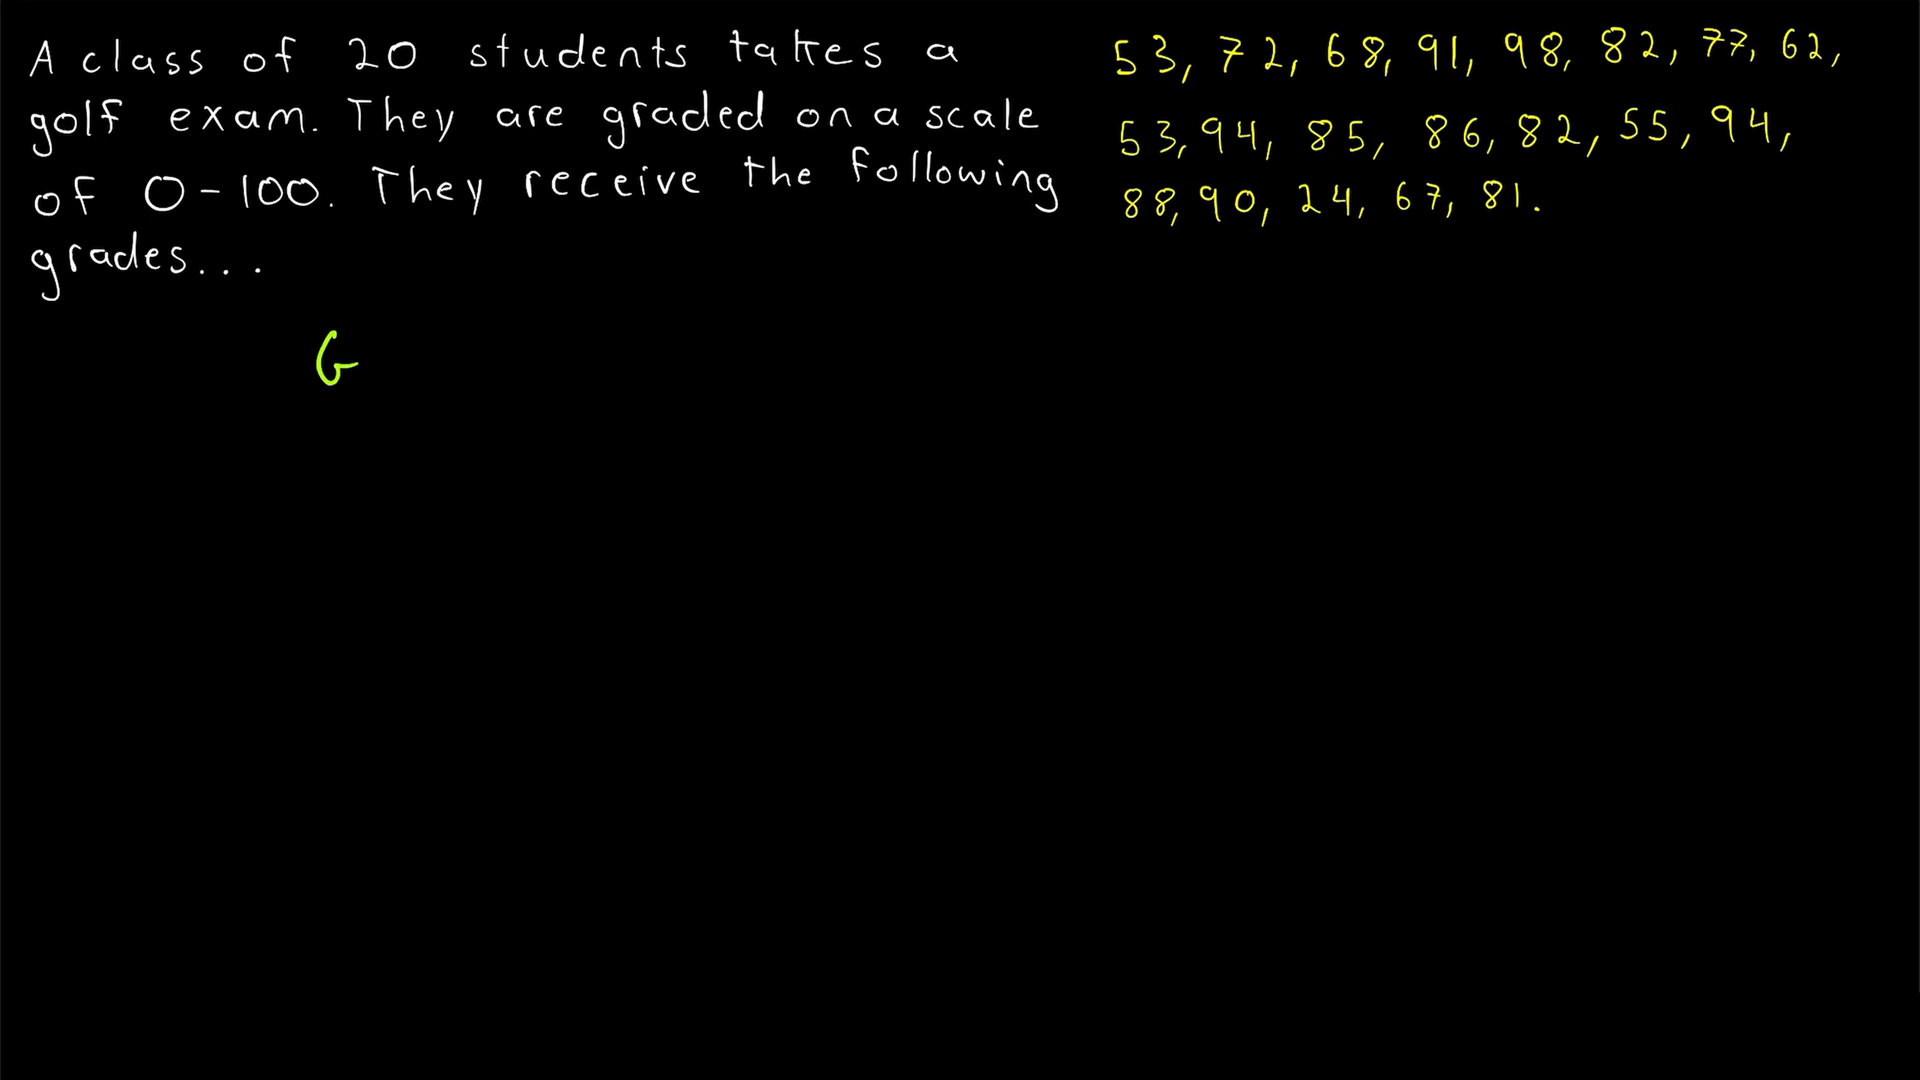 A class of 20 students takes a
golf exam. They are graded on a scale
of 0-100. They receive the following
grades...
53, 72, 68, 91, 98, 82, 77, 62,
53, 94, 85, 86, 82, 55, 94,
88, 90, 24, 67, 81.
G